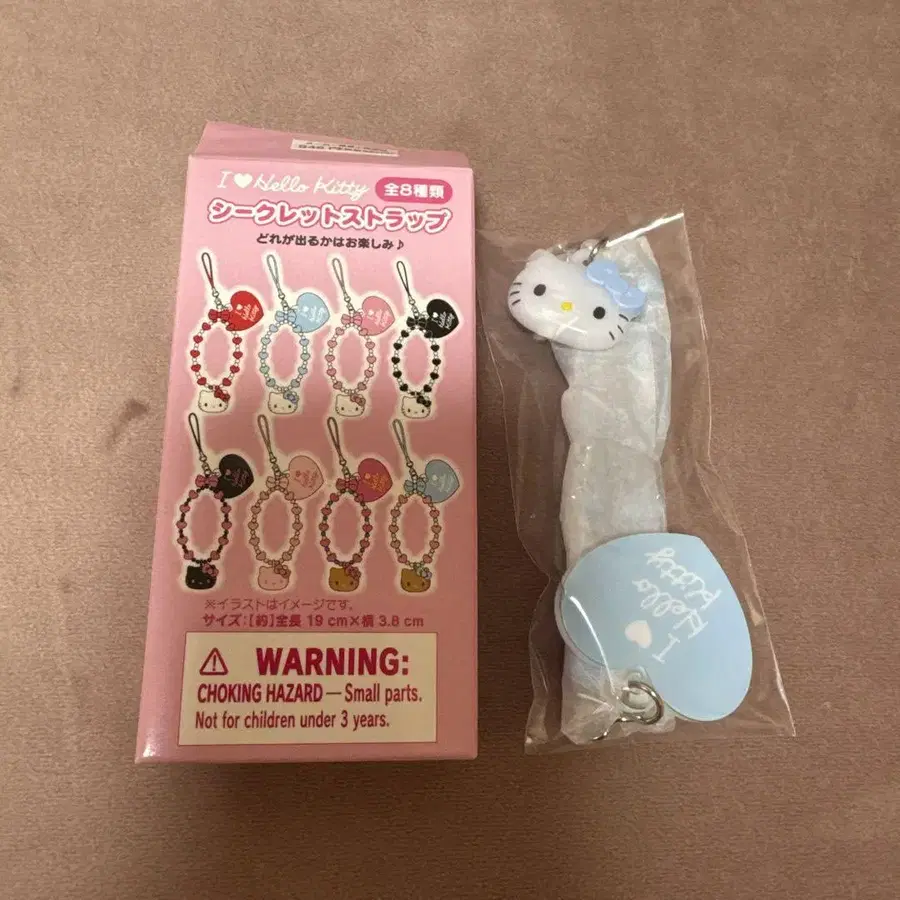 I♥Hello Kitty 全8種類
シークレットストラップ
どれが出るかはお楽しみ♪
※イラストはイメージです。
サイズ:【約】全長 19 cm×横 3.8 cm
⚠ WARNING:
CHOKING HAZARD — Small parts.
Not for children under 3 years.
I♥
Hello
Kitty